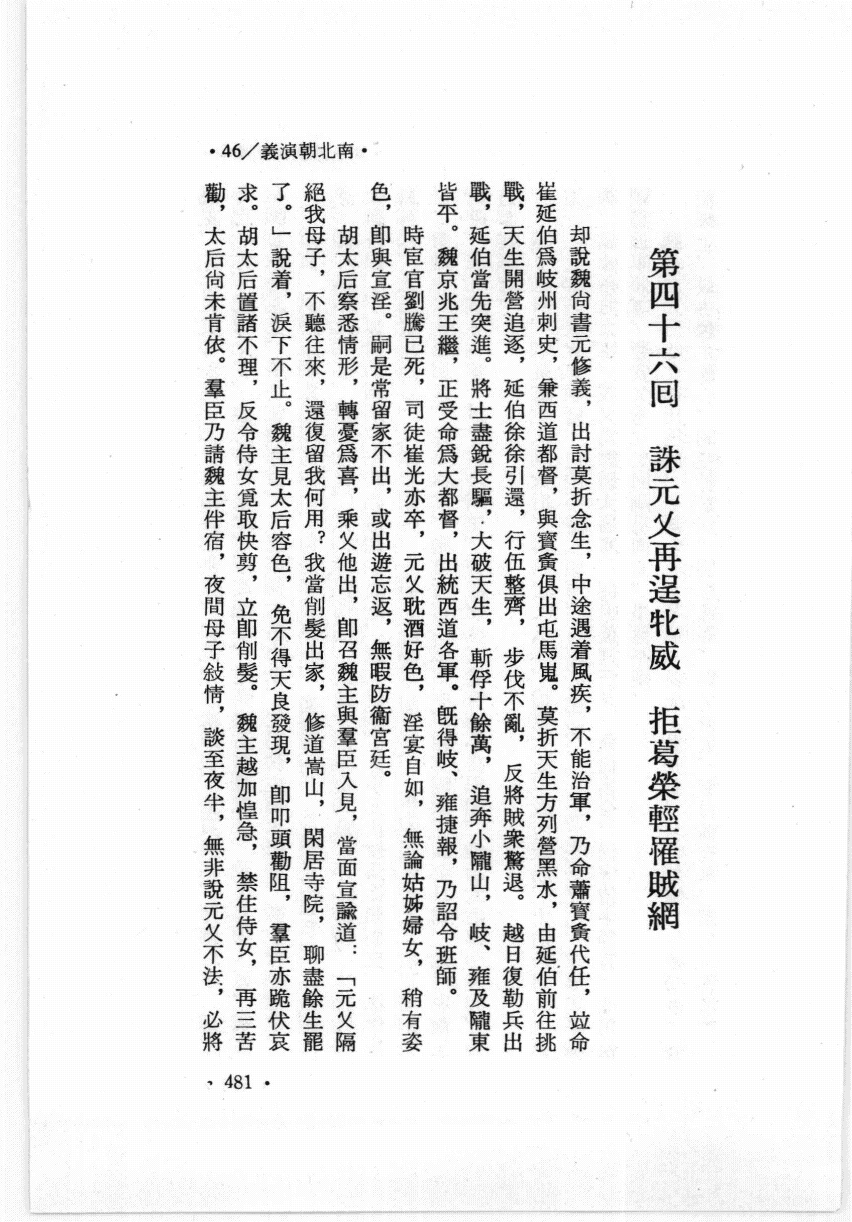 •46／義演朝北南•
第四十六回　誅元乂再逞牝威　拒葛榮輕罹賊網
却說魏尙書元修義，出討莫折念生，中途遇着風疾，不能治軍，乃命蕭寶夤代任，竝命
崔延伯爲岐州刺史，兼西道都督，與寶夤俱出屯馬嵬。莫折天生方列營黑水，由延伯前往挑
戰，天生開營追逐，延伯徐徐引還，行伍整齊，步伐不亂，反將賊衆驚退。越日復勒兵出
戰，延伯當先突進。將士盡銳長驅，大破天生，斬俘十餘萬，追奔小隴山，岐、雍及隴東
皆平。魏京兆王繼，正受命爲大都督，出統西道各軍。旣得岐、雍捷報，乃詔令班師。
時宦官劉騰已死，司徒崔光亦卒，元乂耽酒好色，淫宴自如，無論姑姊婦女，稍有姿
色，卽與宣淫。嗣是常留家不出，或出遊忘返，無暇防衞宮廷。
胡太后察悉情形，轉憂爲喜，乘乂他出，卽召魏主與羣臣入見，當面宣諭道：「元乂隔
絕我母子，不聽往來，還復留我何用？我當削髮出家，修道嵩山，閑居寺院，聊盡餘生罷
了。」說着，淚下不止。魏主見太后容色，免不得天良發現，卽叩頭勸阻，羣臣亦跪伏哀
求。胡太后置諸不理，反令侍女覓取快剪，立卽削髮。魏主越加惶急，禁住侍女，再三苦
勸，太后尙未肯依。羣臣乃請魏主伴宿，夜間母子敍情，談至夜半，無非說元乂不法，必將
•481•